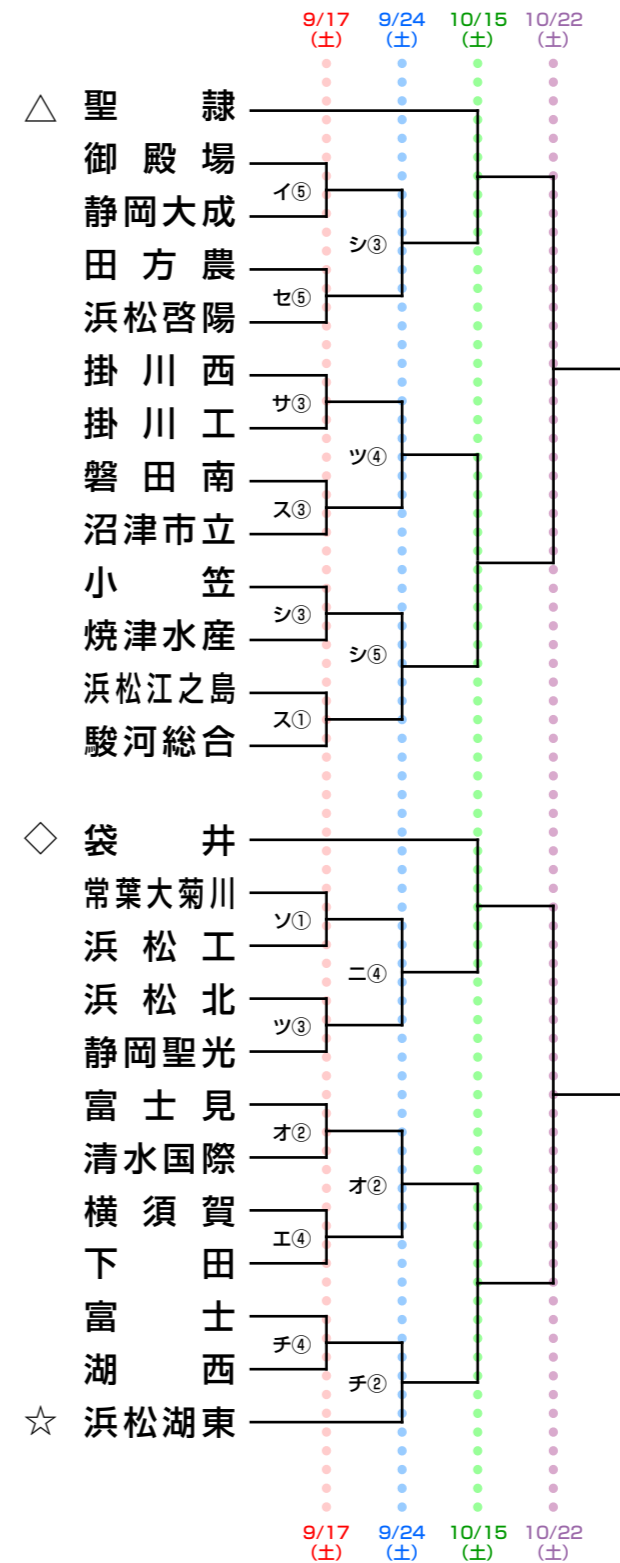 9/17 9/24 10/15 10/22
(土) (土) (土) (土)
△ 聖隷
御殿場
イ⑤
静岡大成
シ③
田方農
セ⑤
浜松啓陽
掛川西
サ③
掛川工
ツ④
磐田南
ス③
沼津市立
小笠
シ③
焼津水産
シ⑤
浜松江之島
ス①
駿河総合
◇ 袋井
常葉大菊川
ソ①
浜松工
ニ④
浜松北
ツ③
静岡聖光
富士見
オ②
清水国際
オ②
横須賀
エ④
下田
富士
チ④
湖西
チ②
☆ 浜松湖東
9/17 9/24 10/15 10/22
(土) (土) (土) (土)